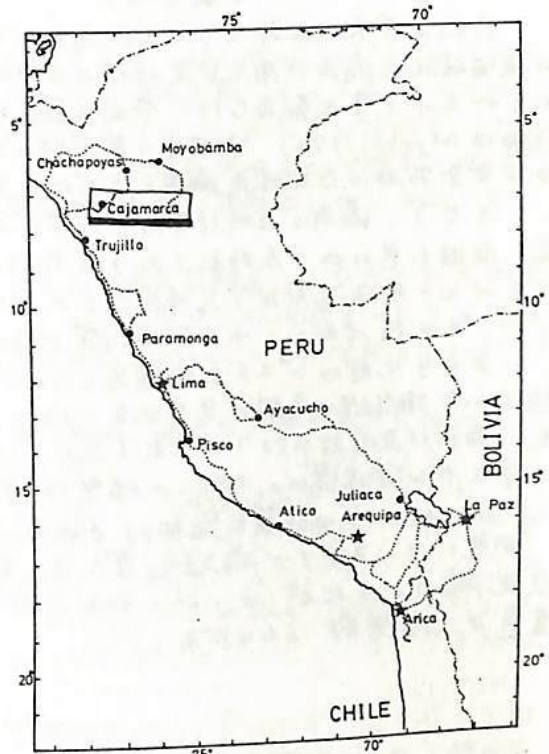 75°
70°
5°
5°
Moyobámba
Chachapoyas
Cajamarca
Trujillo
10°
10°
PERU
Paramonga
Lima
Ayacucho
BOLIVIA
Pisco
15°
15°
Juliaca
La Paz
Atico
Arequipa
Arica
20°
20°
CHILE
75°
70°